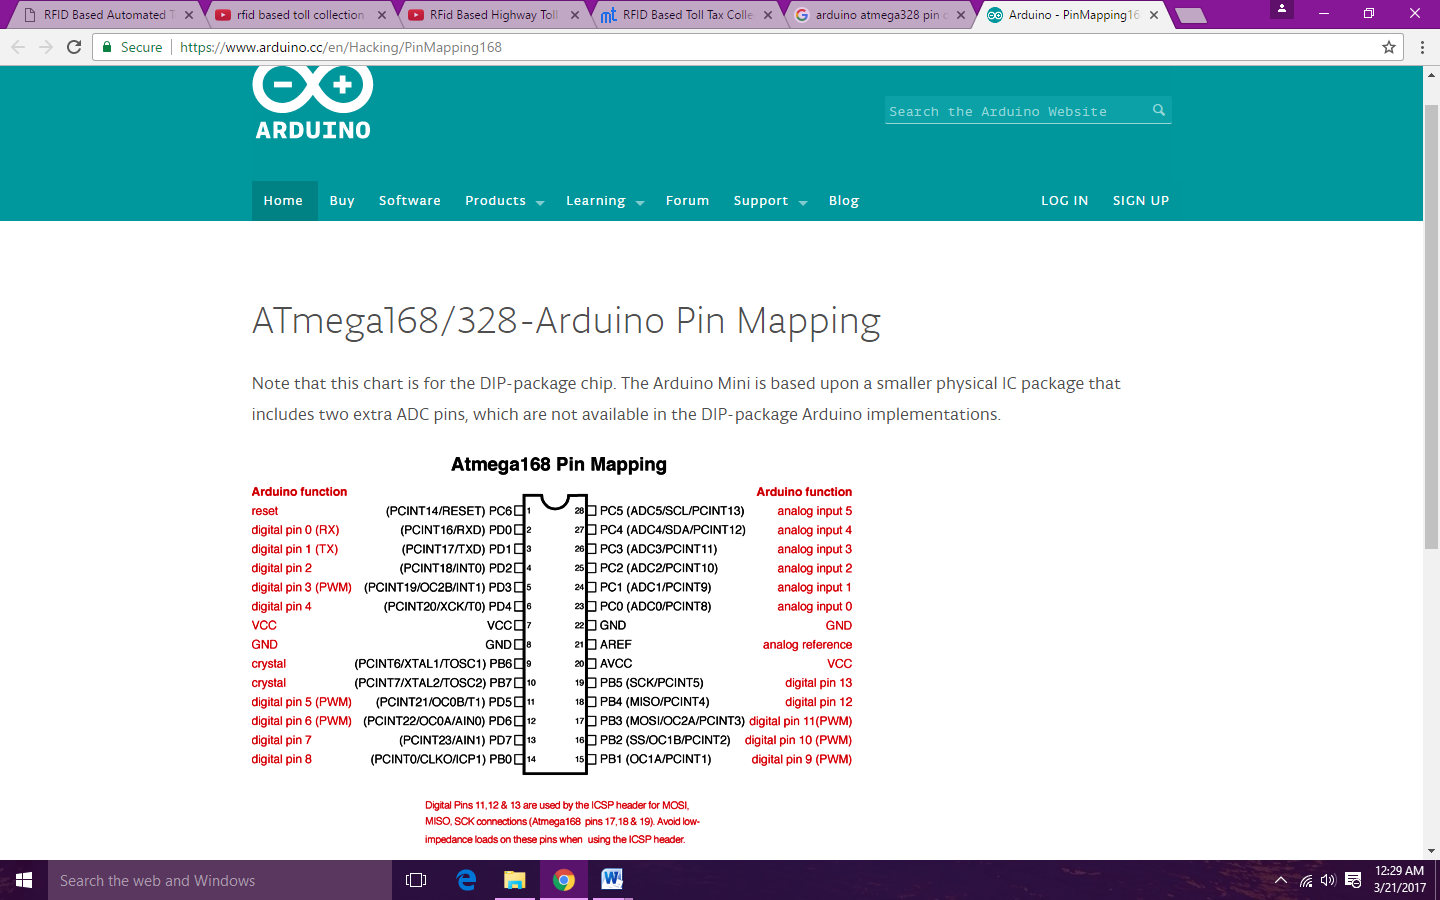 RFID Based Automated T
rfid based toll collection
RFid Based Highway Toll
RFID Based Toll Tax Colle
arduino atmega328 pin
Arduino - PinMapping16
Secure
https://www.arduino.cc/en/Hacking/PinMapping168
ARDUINO
Search the Arduino Website
Home Buy Software Products Learning Forum Support Blog LOG IN SIGN UP
ATmega168/328-Arduino Pin Mapping
Note that this chart is for the DIP-package chip. The Arduino Mini is based upon a smaller physical IC package that
includes two extra ADC pins, which are not available in the DIP-package Arduino implementations.
Atmega168 Pin Mapping
Arduino function Arduino function
reset (PCINT14/RESET) PC6 1 28 PC5 (ADC5/SCL/PCINT13) analog input 5
digital pin 0 (RX) (PCINT16/RXD) PD0 2 27 PC4 (ADC4/SDA/PCINT12) analog input 4
digital pin 1 (TX) (PCINT17/TXD) PD1 3 26 PC3 (ADC3/PCINT11) analog input 3
digital pin 2 (PCINT18/INT0) PD2 4 25 PC2 (ADC2/PCINT10) analog input 2
digital pin 3 (PWM) (PCINT19/OC2B/INT1) PD3 5 24 PC1 (ADC1/PCINT9) analog input 1
digital pin 4 (PCINT20/XCK/T0) PD4 6 23 PC0 (ADC0/PCINT8) analog input 0
VCC VCC 7 22 GND GND
GND GND 8 21 AREF analog reference
crystal (PCINT6/XTAL1/TOSC1) PB6 9 20 AVCC VCC
crystal (PCINT7/XTAL2/TOSC2) PB7 10 19 PB5 (SCK/PCINT5) digital pin 13
digital pin 5 (PWM) (PCINT21/OC0B/T1) PD5 11 18 PB4 (MISO/PCINT4) digital pin 12
digital pin 6 (PWM) (PCINT22/OC0A/AIN0) PD6 12 17 PB3 (MOSI/OC2A/PCINT3) digital pin 11(PWM)
digital pin 7 (PCINT23/AIN1) PD7 13 16 PB2 (SS/OC1B/PCINT2) digital pin 10 (PWM)
digital pin 8 (PCINT0/CLKO/ICP1) PB0 14 15 PB1 (OC1A/PCINT1) digital pin 9 (PWM)
Digital Pins 11,12 & 13 are used by the ICSP header for MOSI,
MISO, SCK connections (Atmega168 pins 17,18 & 19). Avoid low-
impedance loads on these pins when using the ICSP header.
Search the web and Windows
12:29 AM
3/21/2017